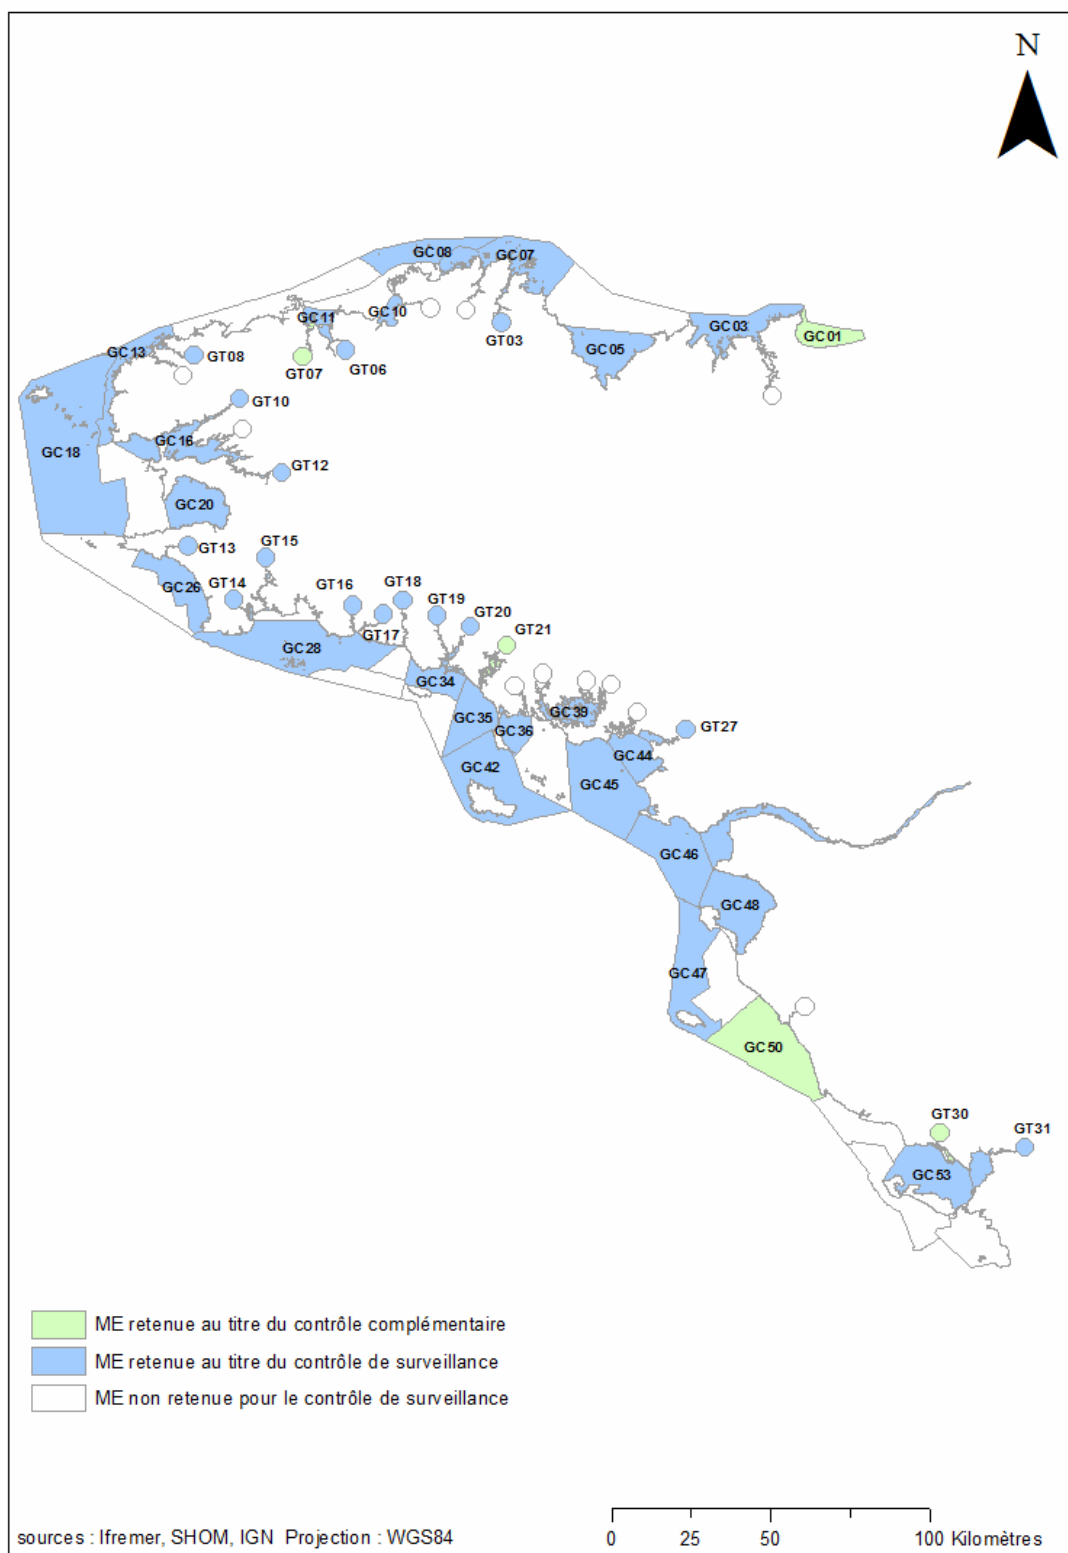 N
GC08
GC07
GC10
GC11
GC03
GC01
GT03
GC05
GC13
GT08
GT07
GT06
GT10
GC16
GC18
GT12
GC20
GT13
GT15
GC26
GT14
GT16
GT18
GT19
GT20
GT17
GT21
GC28
GC34
GC35
GC36
GC39
GT27
GC42
GC44
GC45
GC46
GC48
GC47
GC50
GT30
GT31
GC53
ME retenue au titre du contrôle complémentaire
ME retenue au titre du contrôle de surveillance
ME non retenue pour le contrôle de surveillance
sources : Ifremer, SHOM, IGN Projection : WGS84
0 25 50 100 Kilomètres